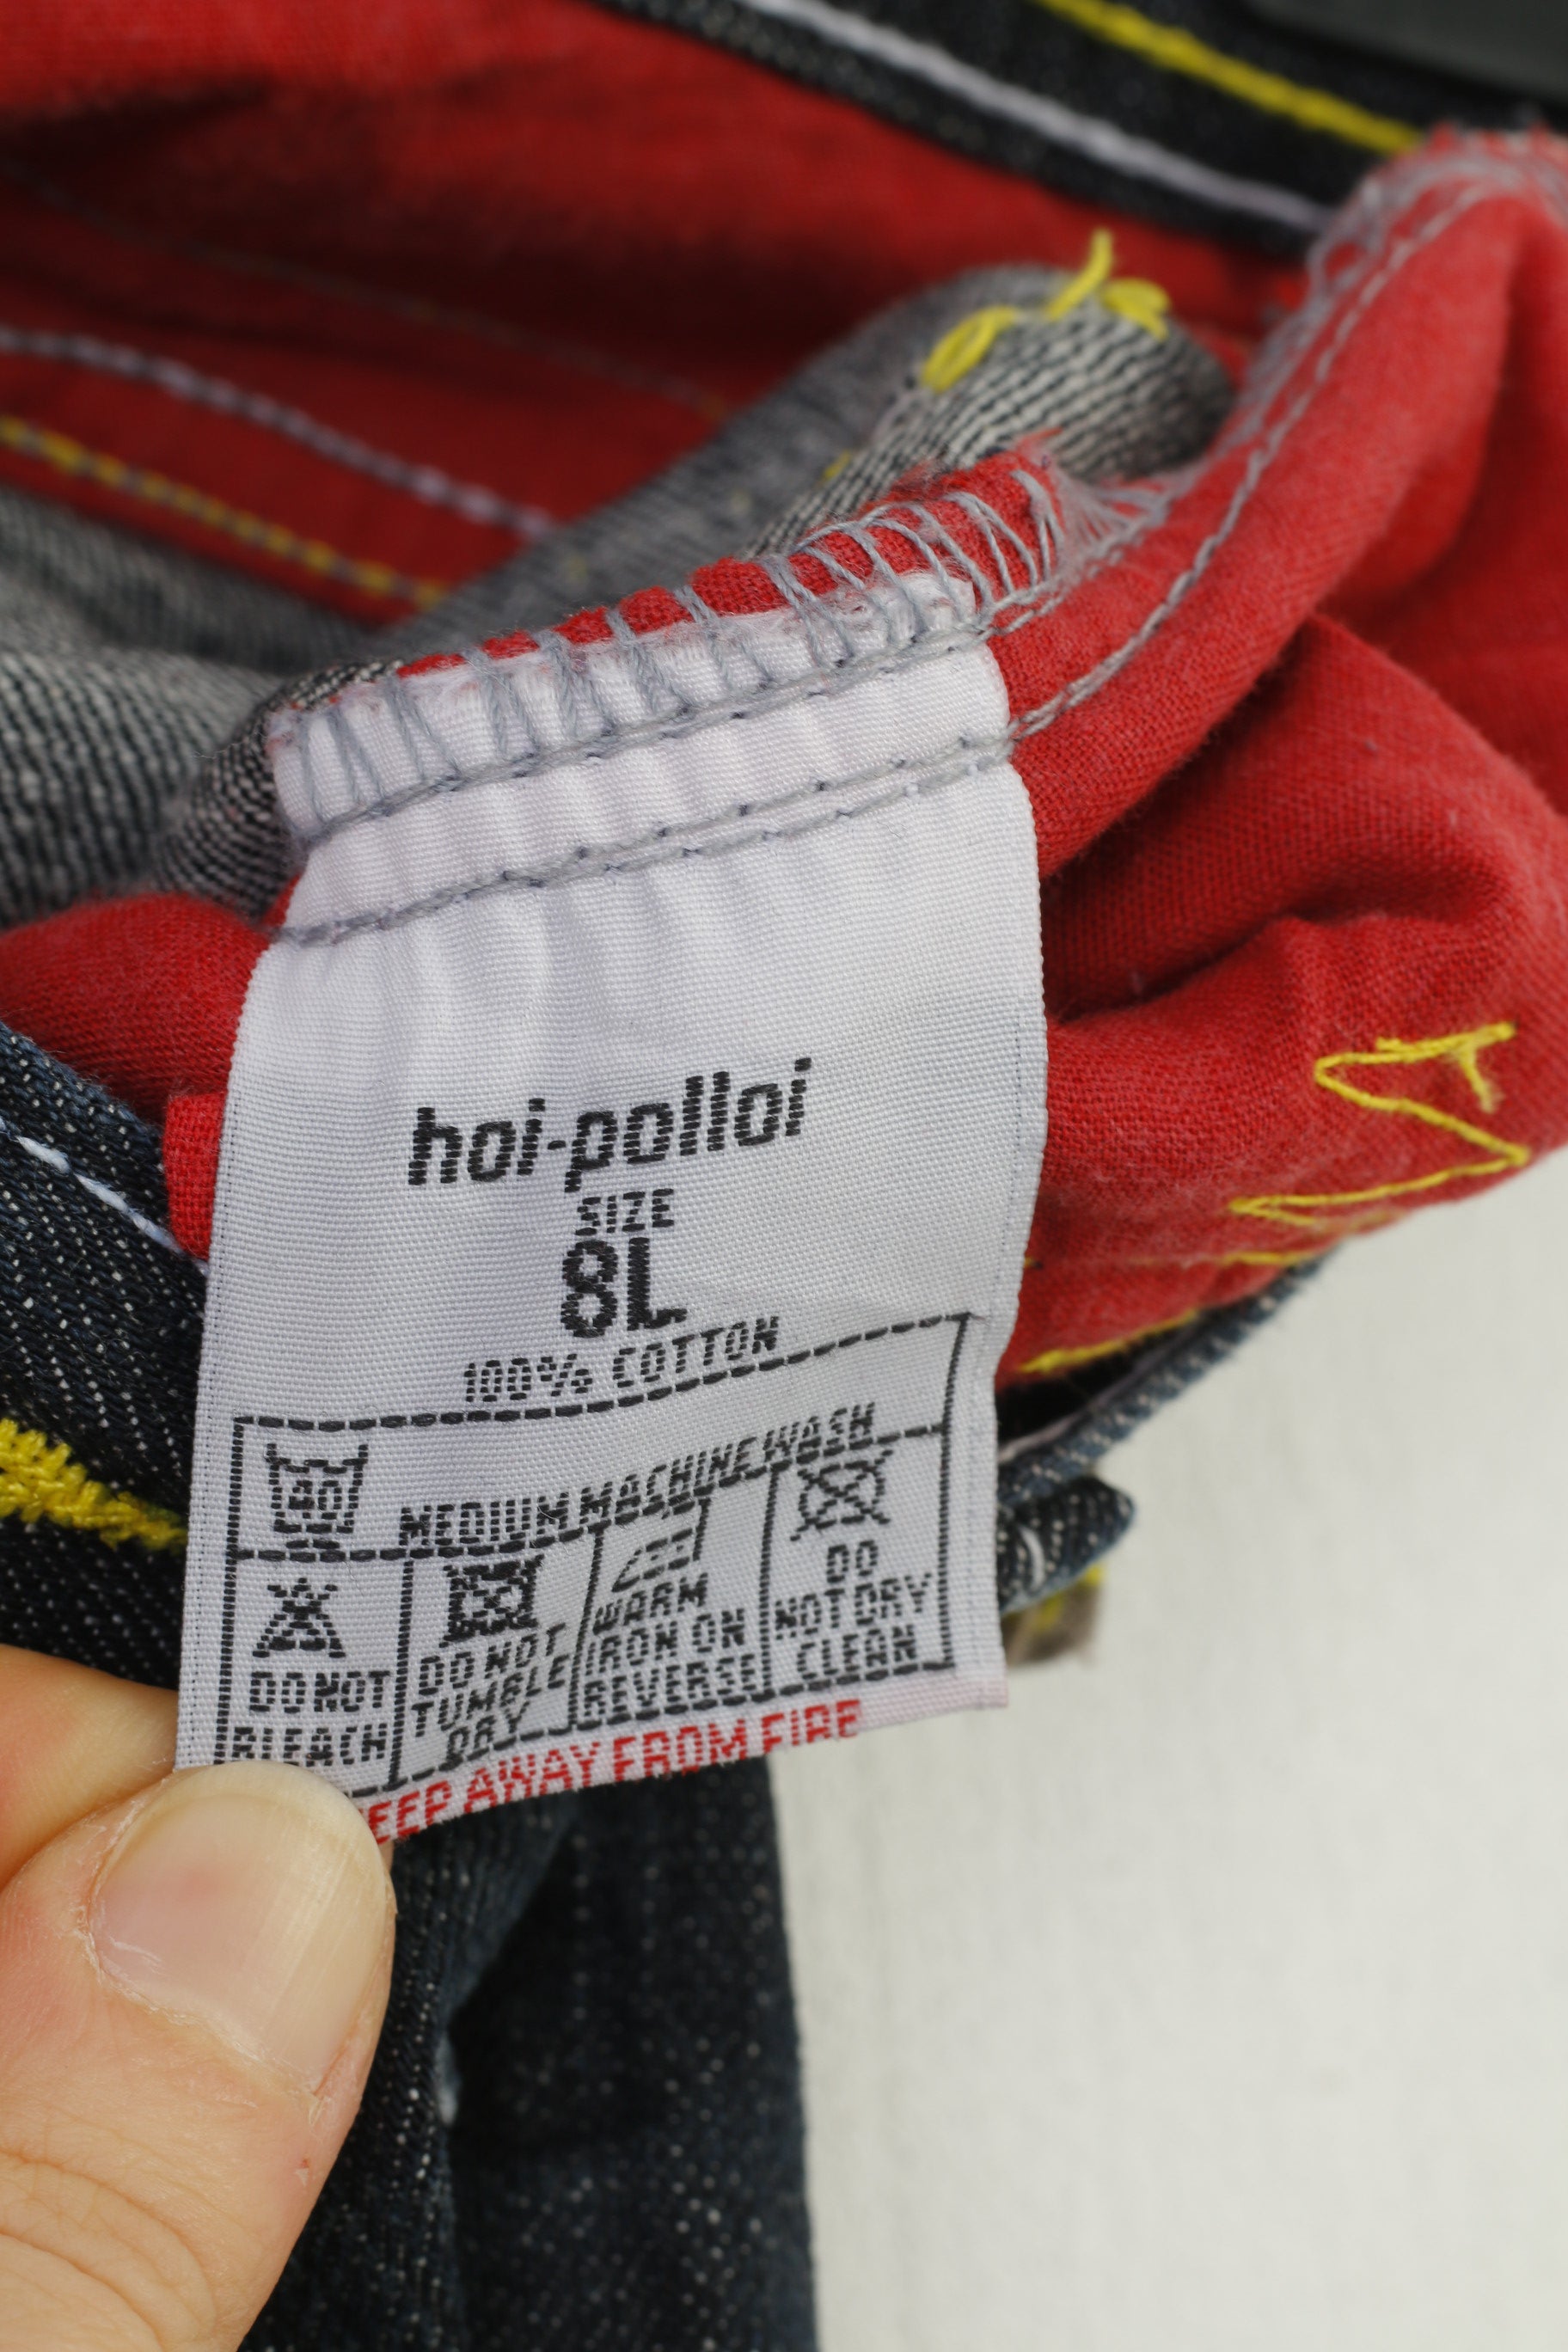 hoi-polloi
SIZE
8L
100% COTTON
40 MEDIUM MACHINE WASH
DO NOT
BLEACH
DO NOT
TUMBLE
DRY
WARM
IRON ON
REVERSE
DO
NOT DRY
CLEAN
EEP AWAY FROM FIRE